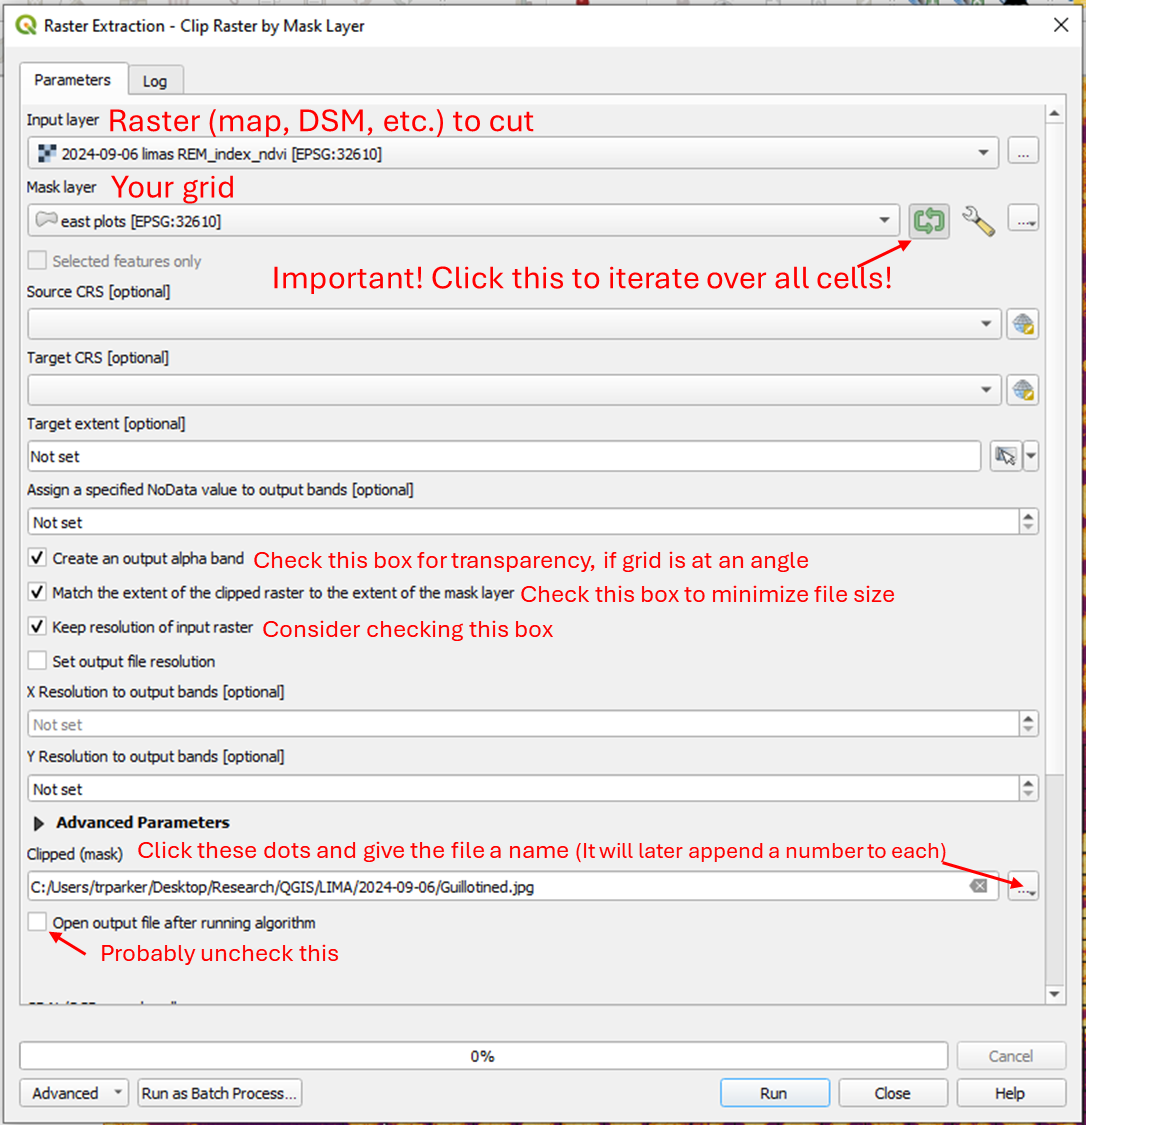 Raster Extraction - Clip Raster by Mask Layer
Parameters
Log
Input layer Raster (map, DSM, etc.) to cut
2024-09-06 limas REM_index_ndvi [EPSG:32610]
...
Mask layer Your grid
east plots [EPSG:32610]
...
Selected features only
Important! Click this to iterate over all cells!
Source CRS [optional]
Target CRS [optional]
Target extent [optional]
Not set
Assign a specified NoData value to output bands [optional]
Not set
Create an output alpha band Check this box for transparency, if grid is at an angle
Match the extent of the clipped raster to the extent of the mask layer Check this box to minimize file size
Keep resolution of input raster Consider checking this box
Set output file resolution
X Resolution to output bands [optional]
Not set
Y Resolution to output bands [optional]
Not set
Advanced Parameters
Clipped (mask) Click these dots and give the file a name (It will later append a number to each)
C:/Users/trparker/Desktop/Research/QGIS/LIMA/2024-09-06/Guillotined.jpg
...
Open output file after running algorithm
Probably uncheck this
0%
Cancel
Advanced
Run as Batch Process...
Run
Close
Help